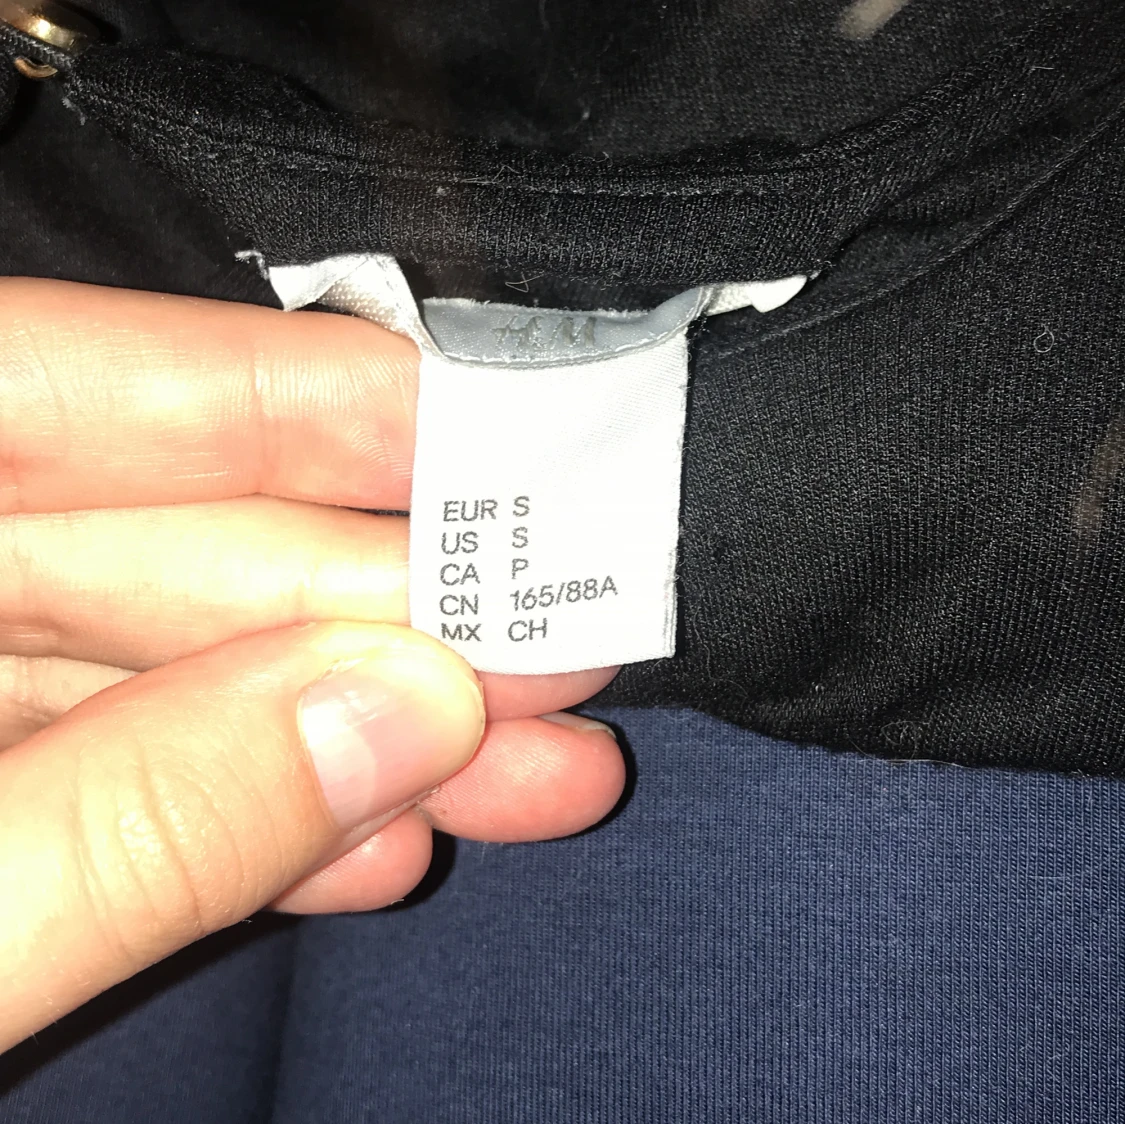 H&M
EUR S
US S
CA P
CN 165/88A
MX CH